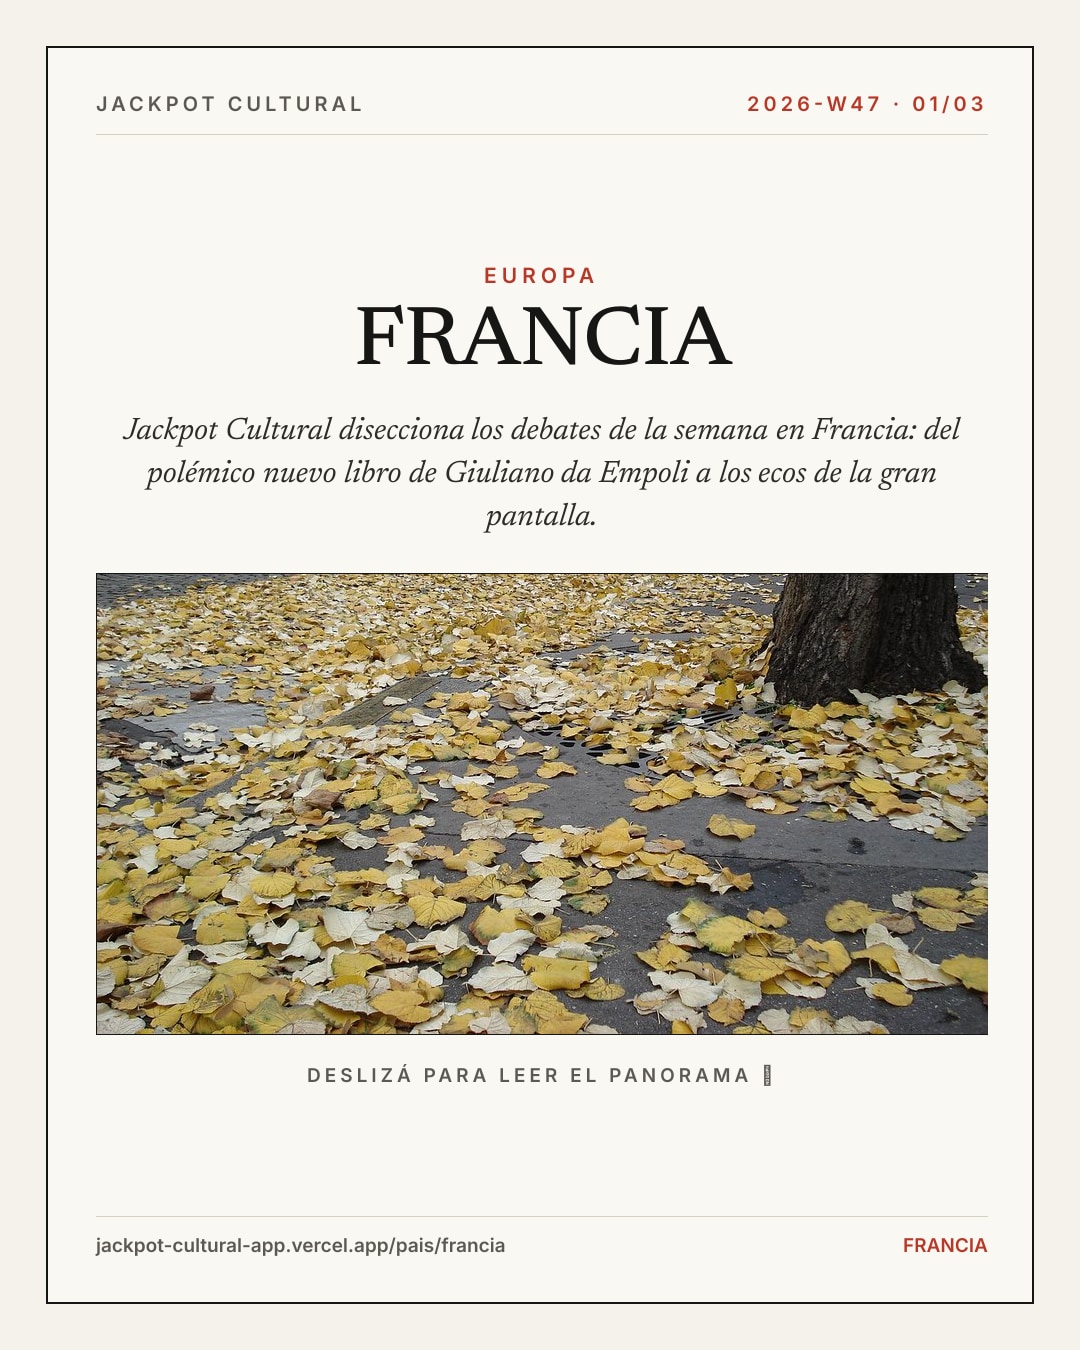 JACKPOT CULTURAL
2026-W47 · 01/03
EUROPA
FRANCIA
Jackpot Cultural disecciona los debates de la semana en Francia: del
polémico nuevo libro de Giuliano da Empoli a los ecos de la gran
pantalla.
DESLIZÁ PARA LEER EL PANORAMA
jackpot-cultural-app.vercel.app/pais/francia
FRANCIA